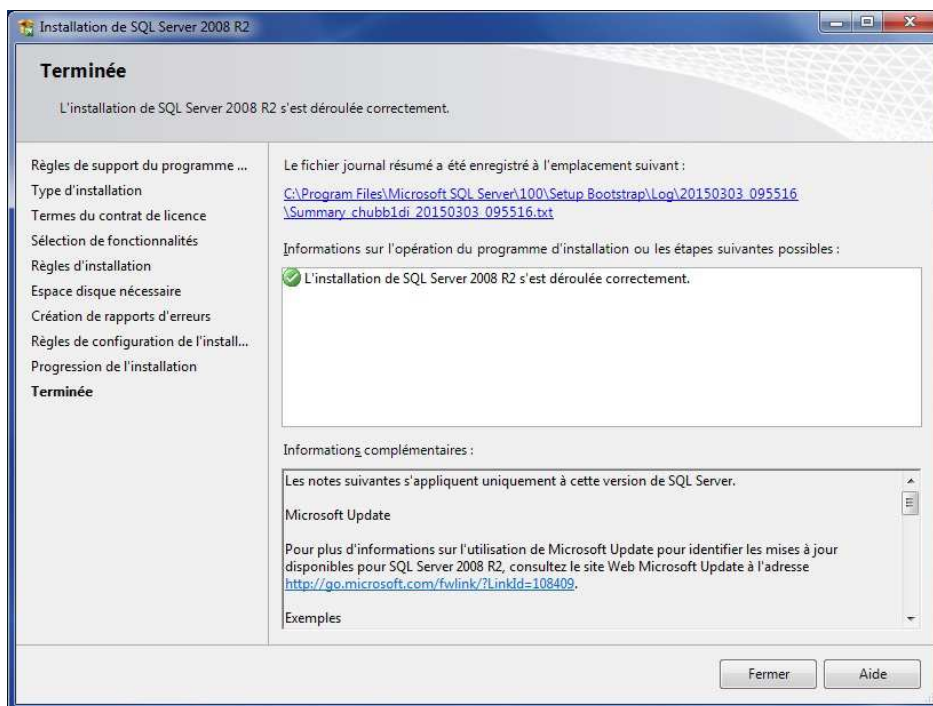 Installation de SQL Server 2008 R2
Terminée
L'installation de SQL Server 2008 R2 s'est déroulée correctement.
Règles de support du programme ...
Type d'installation
Termes du contrat de licence
Sélection de fonctionnalités
Règles d'installation
Espace disque nécessaire
Création de rapports d'erreurs
Règles de configuration de l'install...
Progression de l'installation
Terminée
Le fichier journal résumé a été enregistré à l'emplacement suivant :
C:\Program Files\Microsoft SQL Server\100\Setup Bootstrap\Log\20150303_095516
\Summary_chubb1di_20150303_095516.txt
Informations sur l'opération du programme d'installation ou les étapes suivantes possibles :
L'installation de SQL Server 2008 R2 s'est déroulée correctement.
Informations complémentaires :
Les notes suivantes s'appliquent uniquement à cette version de SQL Server.
Microsoft Update
Pour plus d'informations sur l'utilisation de Microsoft Update pour identifier les mises à jour
disponibles pour SQL Server 2008 R2, consultez le site Web Microsoft Update à l'adresse
http://go.microsoft.com/fwlink/?LinkId=108409.
Exemples
Fermer
Aide